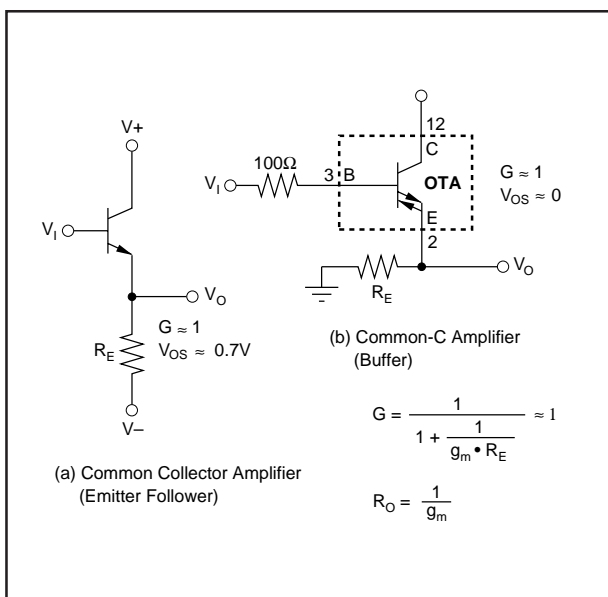 V+
V_I
V_O
R_E
G ≈ 1
V_OS ≈ 0.7V
V–
(a) Common Collector Amplifier
(Emitter Follower)
12
C
100Ω
3
B
V_I
OTA
E
2
G ≈ 1
V_OS ≈ 0
V_O
R_E
(b) Common-C Amplifier
(Buffer)
G = 1 / (1 + 1 / (g_m • R_E)) ≈ 1
R_O = 1 / g_m